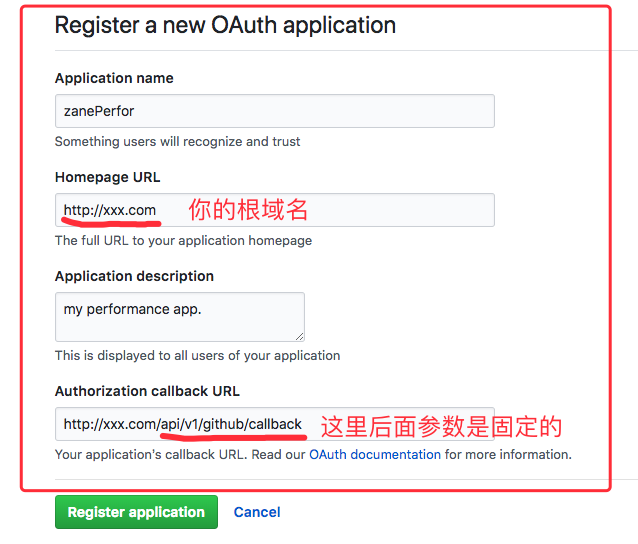 Register a new OAuth application
Application name
zanePerfor
Something users will recognize and trust
Homepage URL
http://xxx.com 你的根域名
The full URL to your application homepage
Application description
my performance app.
This is displayed to all users of your application
Authorization callback URL
http://xxx.com/api/v1/github/callback 这里后面参数是固定的
Your application's callback URL. Read our OAuth documentation for more information.
Register application Cancel